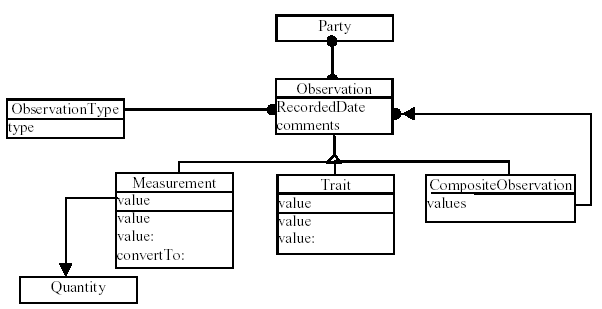 Party
Observation
RecordedDate
comments
ObservationType
type
Measurement
value
value
value:
convertTo:
Trait
value
value
value:
CompositeObservation
values
Quantity